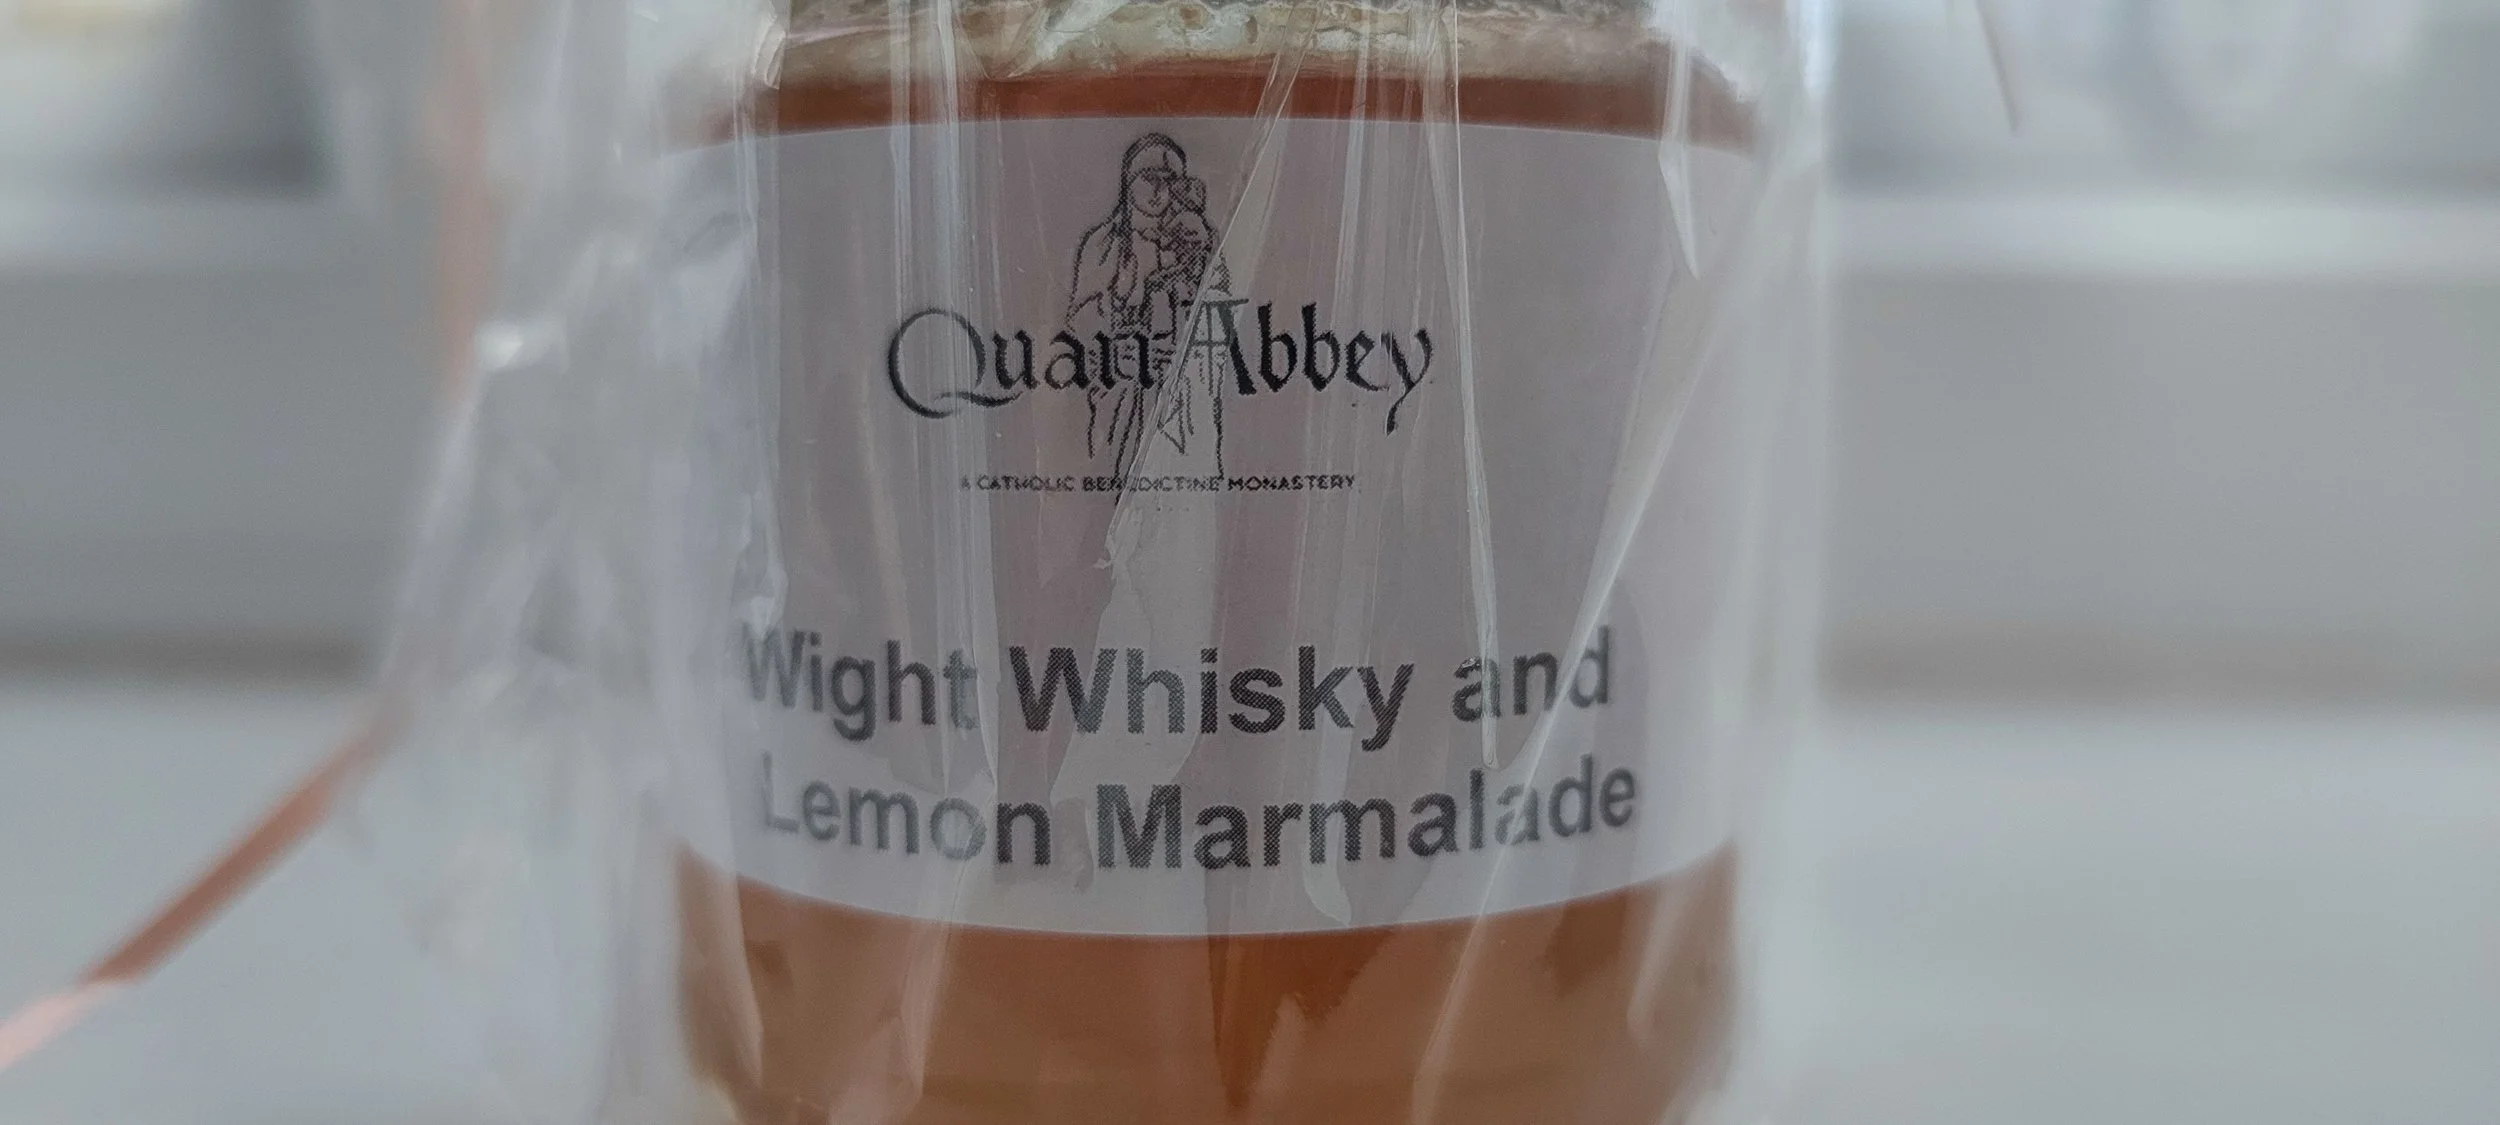 Quarr Abbey
A CATHOLIC BENEDICTINE MONASTERY
Wight Whisky and
Lemon Marmalade